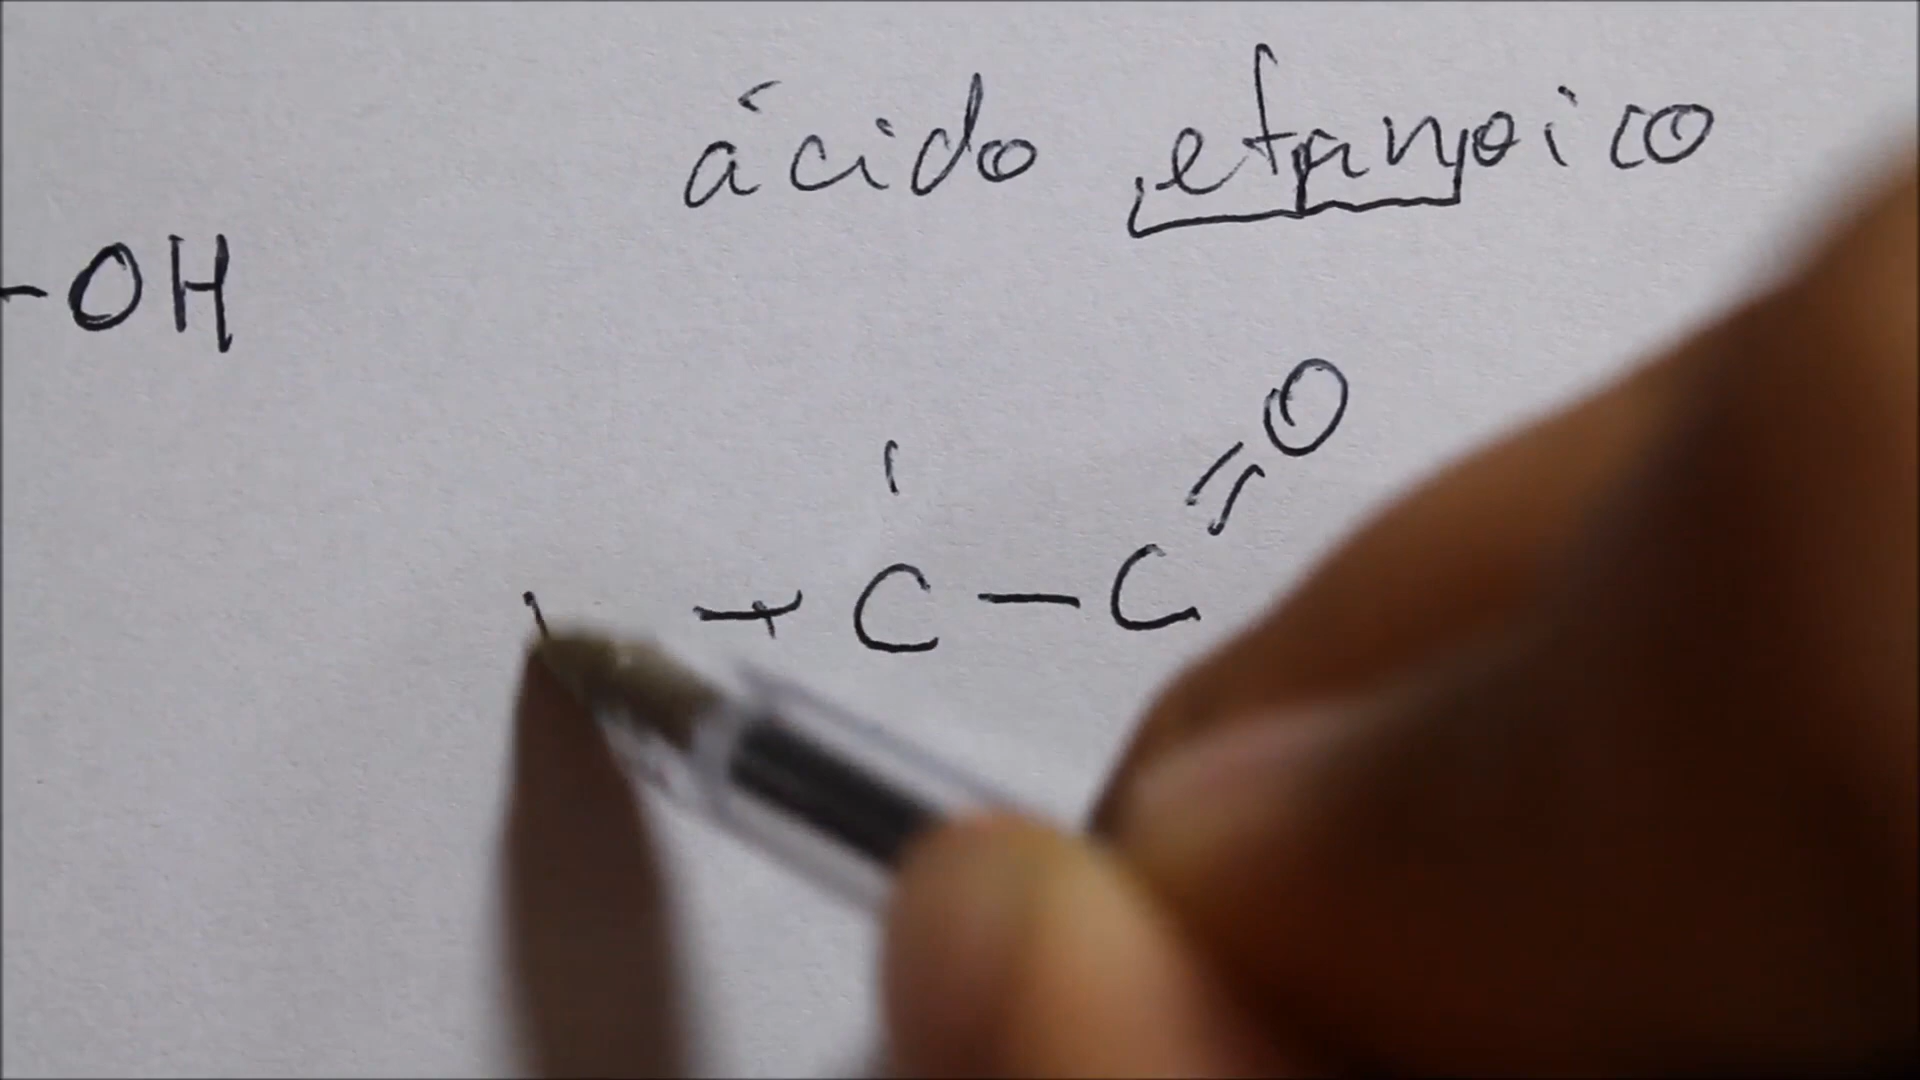 ácido etanoico
-OH
O
- C - C